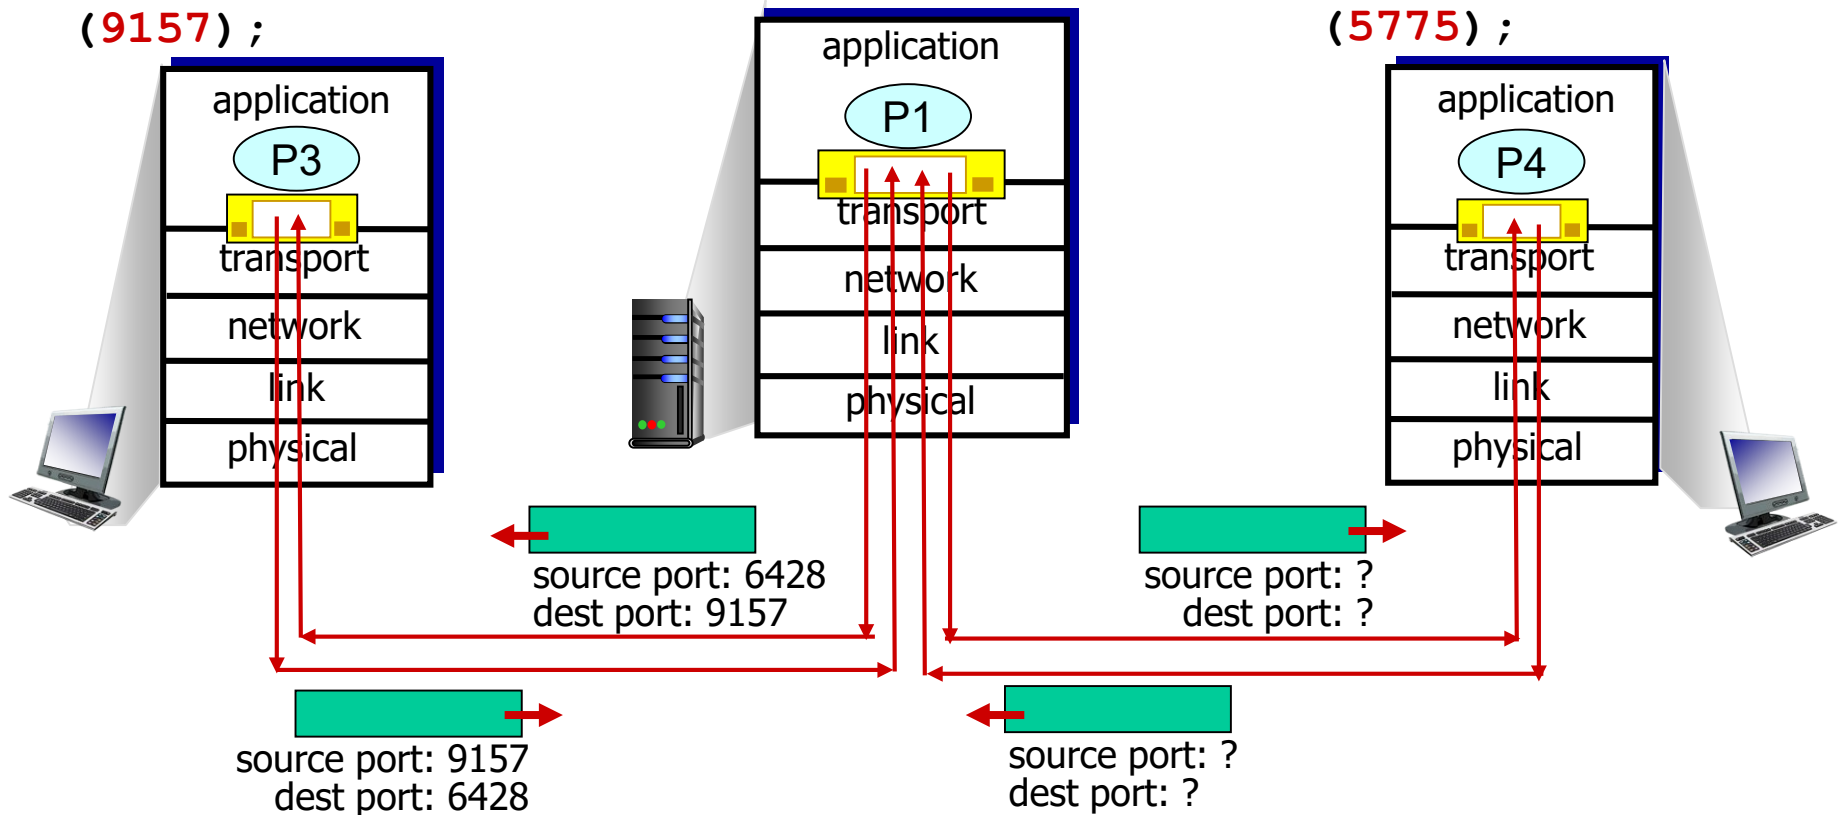 (9157);
application
P3
transport
network
link
physical
application
P1
transport
network
link
physical
(5775);
application
P4
transport
network
link
physical
source port: 6428
dest port: 9157
source port: ?
dest port: ?
source port: 9157
dest port: 6428
source port: ?
dest port: ?